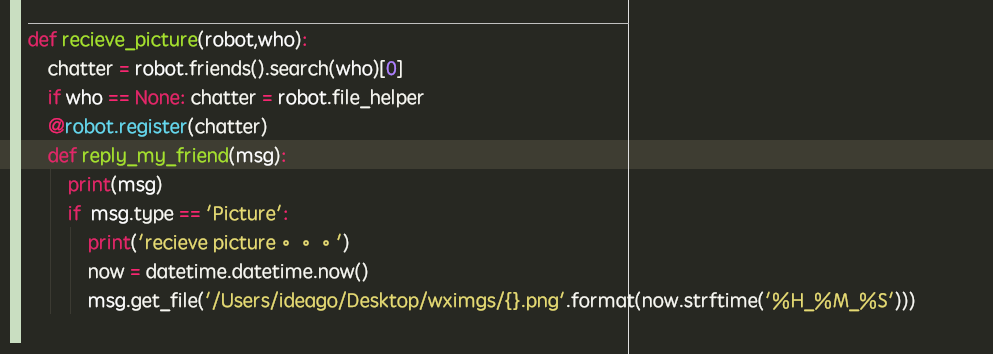 def recieve_picture(robot,who):
    chatter = robot.friends().search(who)[0]
    if who == None: chatter = robot.file_helper
    @robot.register(chatter)
    def reply_my_friend(msg):
        print(msg)
        if  msg.type == 'Picture':
            print('recieve picture。。。')
            now = datetime.datetime.now()
            msg.get_file('/Users/ideago/Desktop/wximgs/{}.png'.format(now.strftime('%H_%M_%S')))